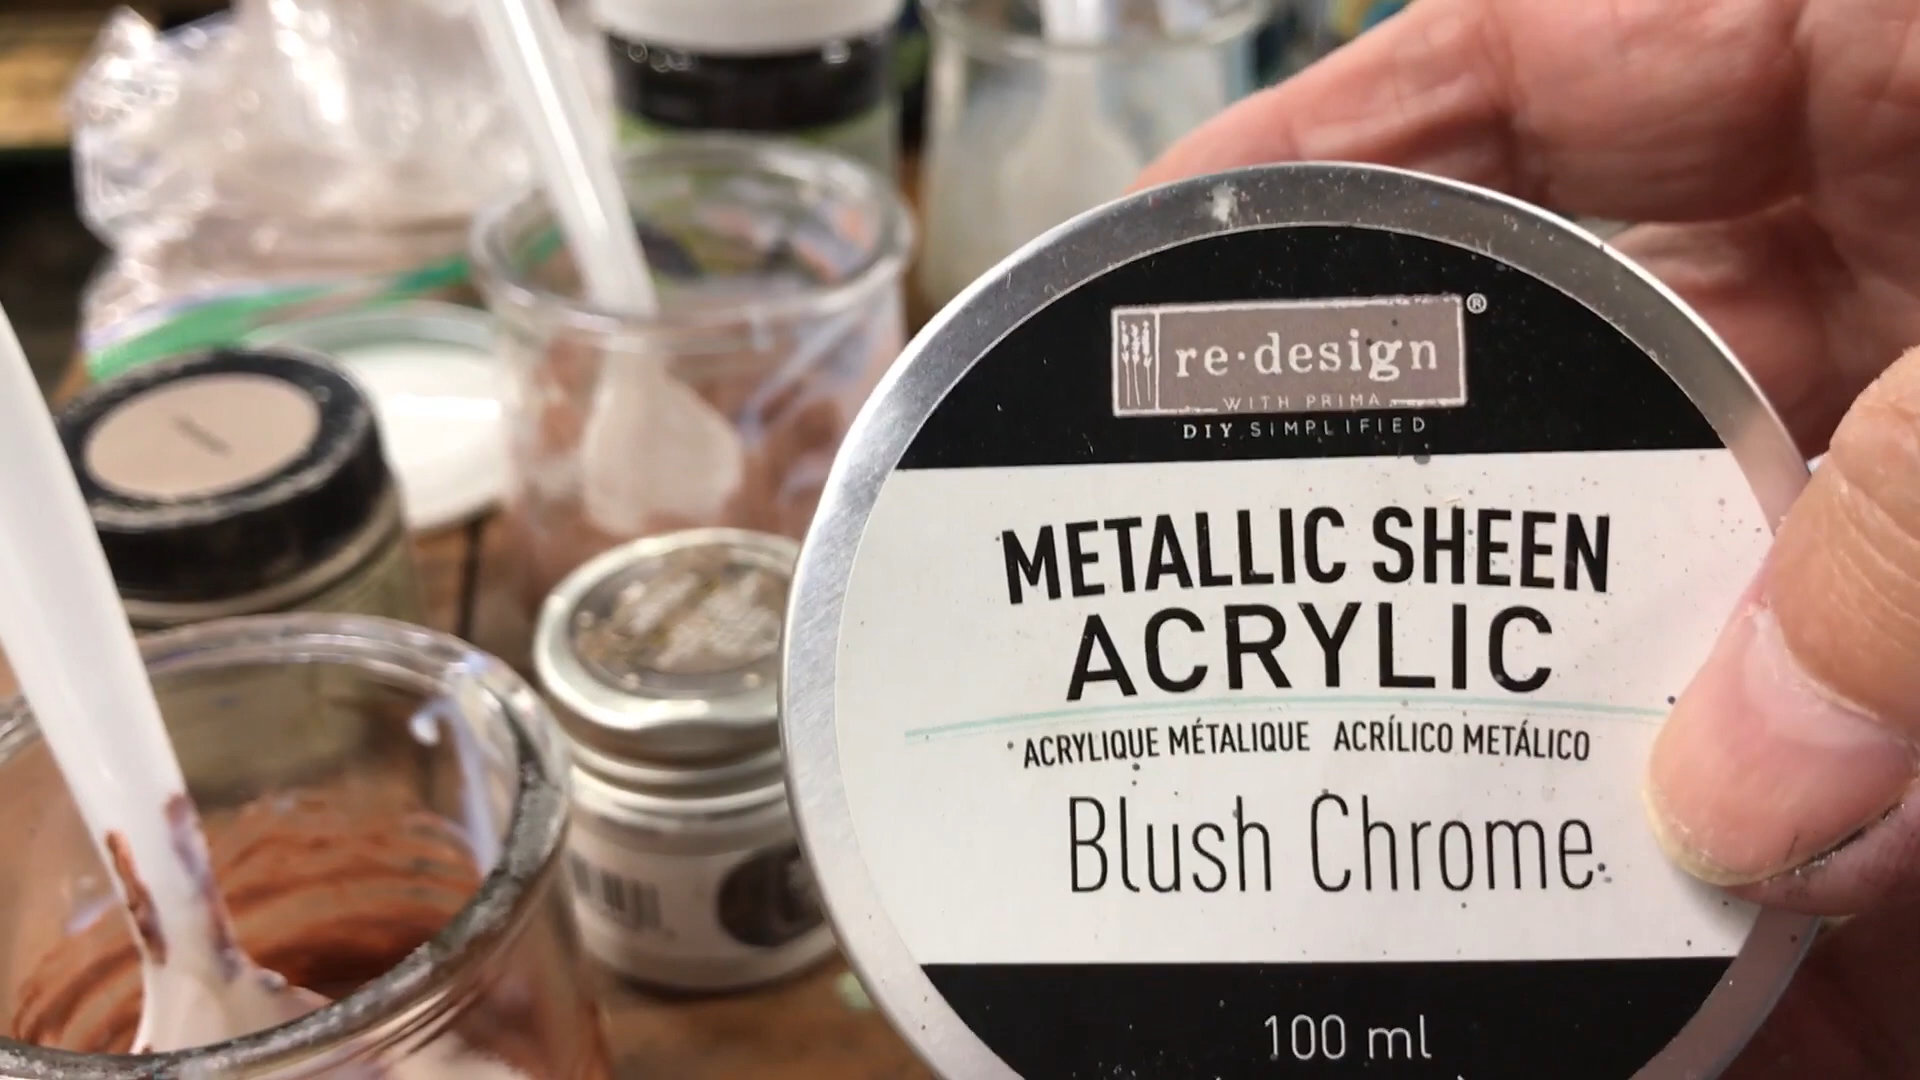 re·design
®
WITH PRIMA
DIY SIMPLIFIED
METALLIC SHEEN
ACRYLIC
ACRYLIQUE MÉTALIQUE ACRÍLICO METÁLICO
Blush Chrome
100 ml